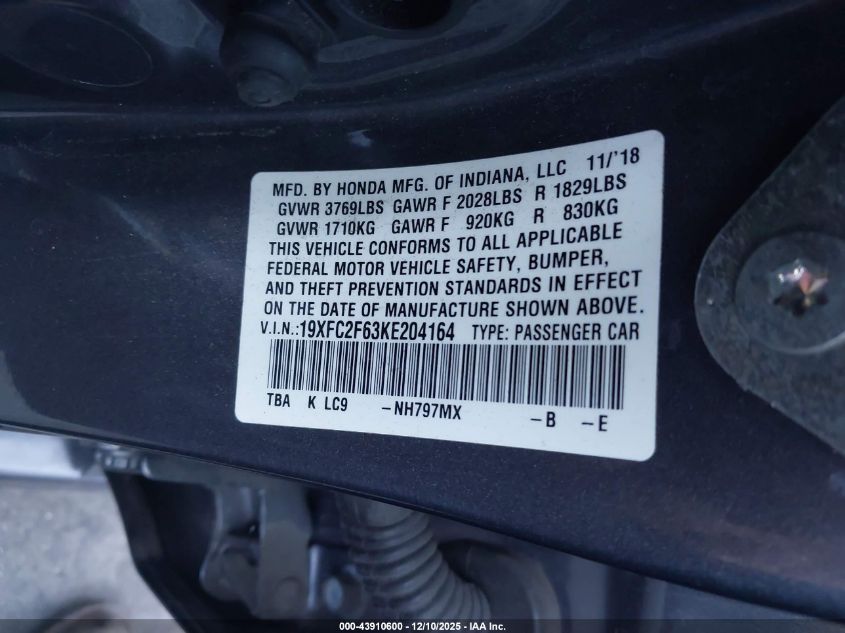 MFD. BY HONDA MFG. OF INDIANA, LLC 11/'18
GVWR 3769LBS GAWR F 2028LBS R 1829LBS
GVWR 1710KG GAWR F 920KG R 830KG
THIS VEHICLE CONFORMS TO ALL APPLICABLE
FEDERAL MOTOR VEHICLE SAFETY, BUMPER,
AND THEFT PREVENTION STANDARDS IN EFFECT
ON THE DATE OF MANUFACTURE SHOWN ABOVE.
V.I.N.:19XFC2F63KE204164 TYPE: PASSENGER CAR
TBA K LC9 -NH797MX -B -E
000-43910600 - 12/10/2025 - IAA Inc.